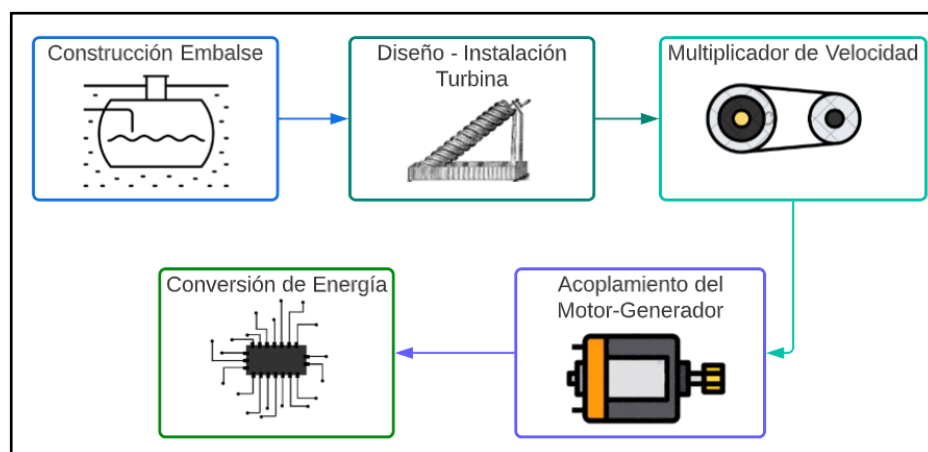 Construcción Embalse
Diseño - Instalación
Turbina
Multiplicador de Velocidad
Conversión de Energía
Acoplamiento del
Motor-Generador